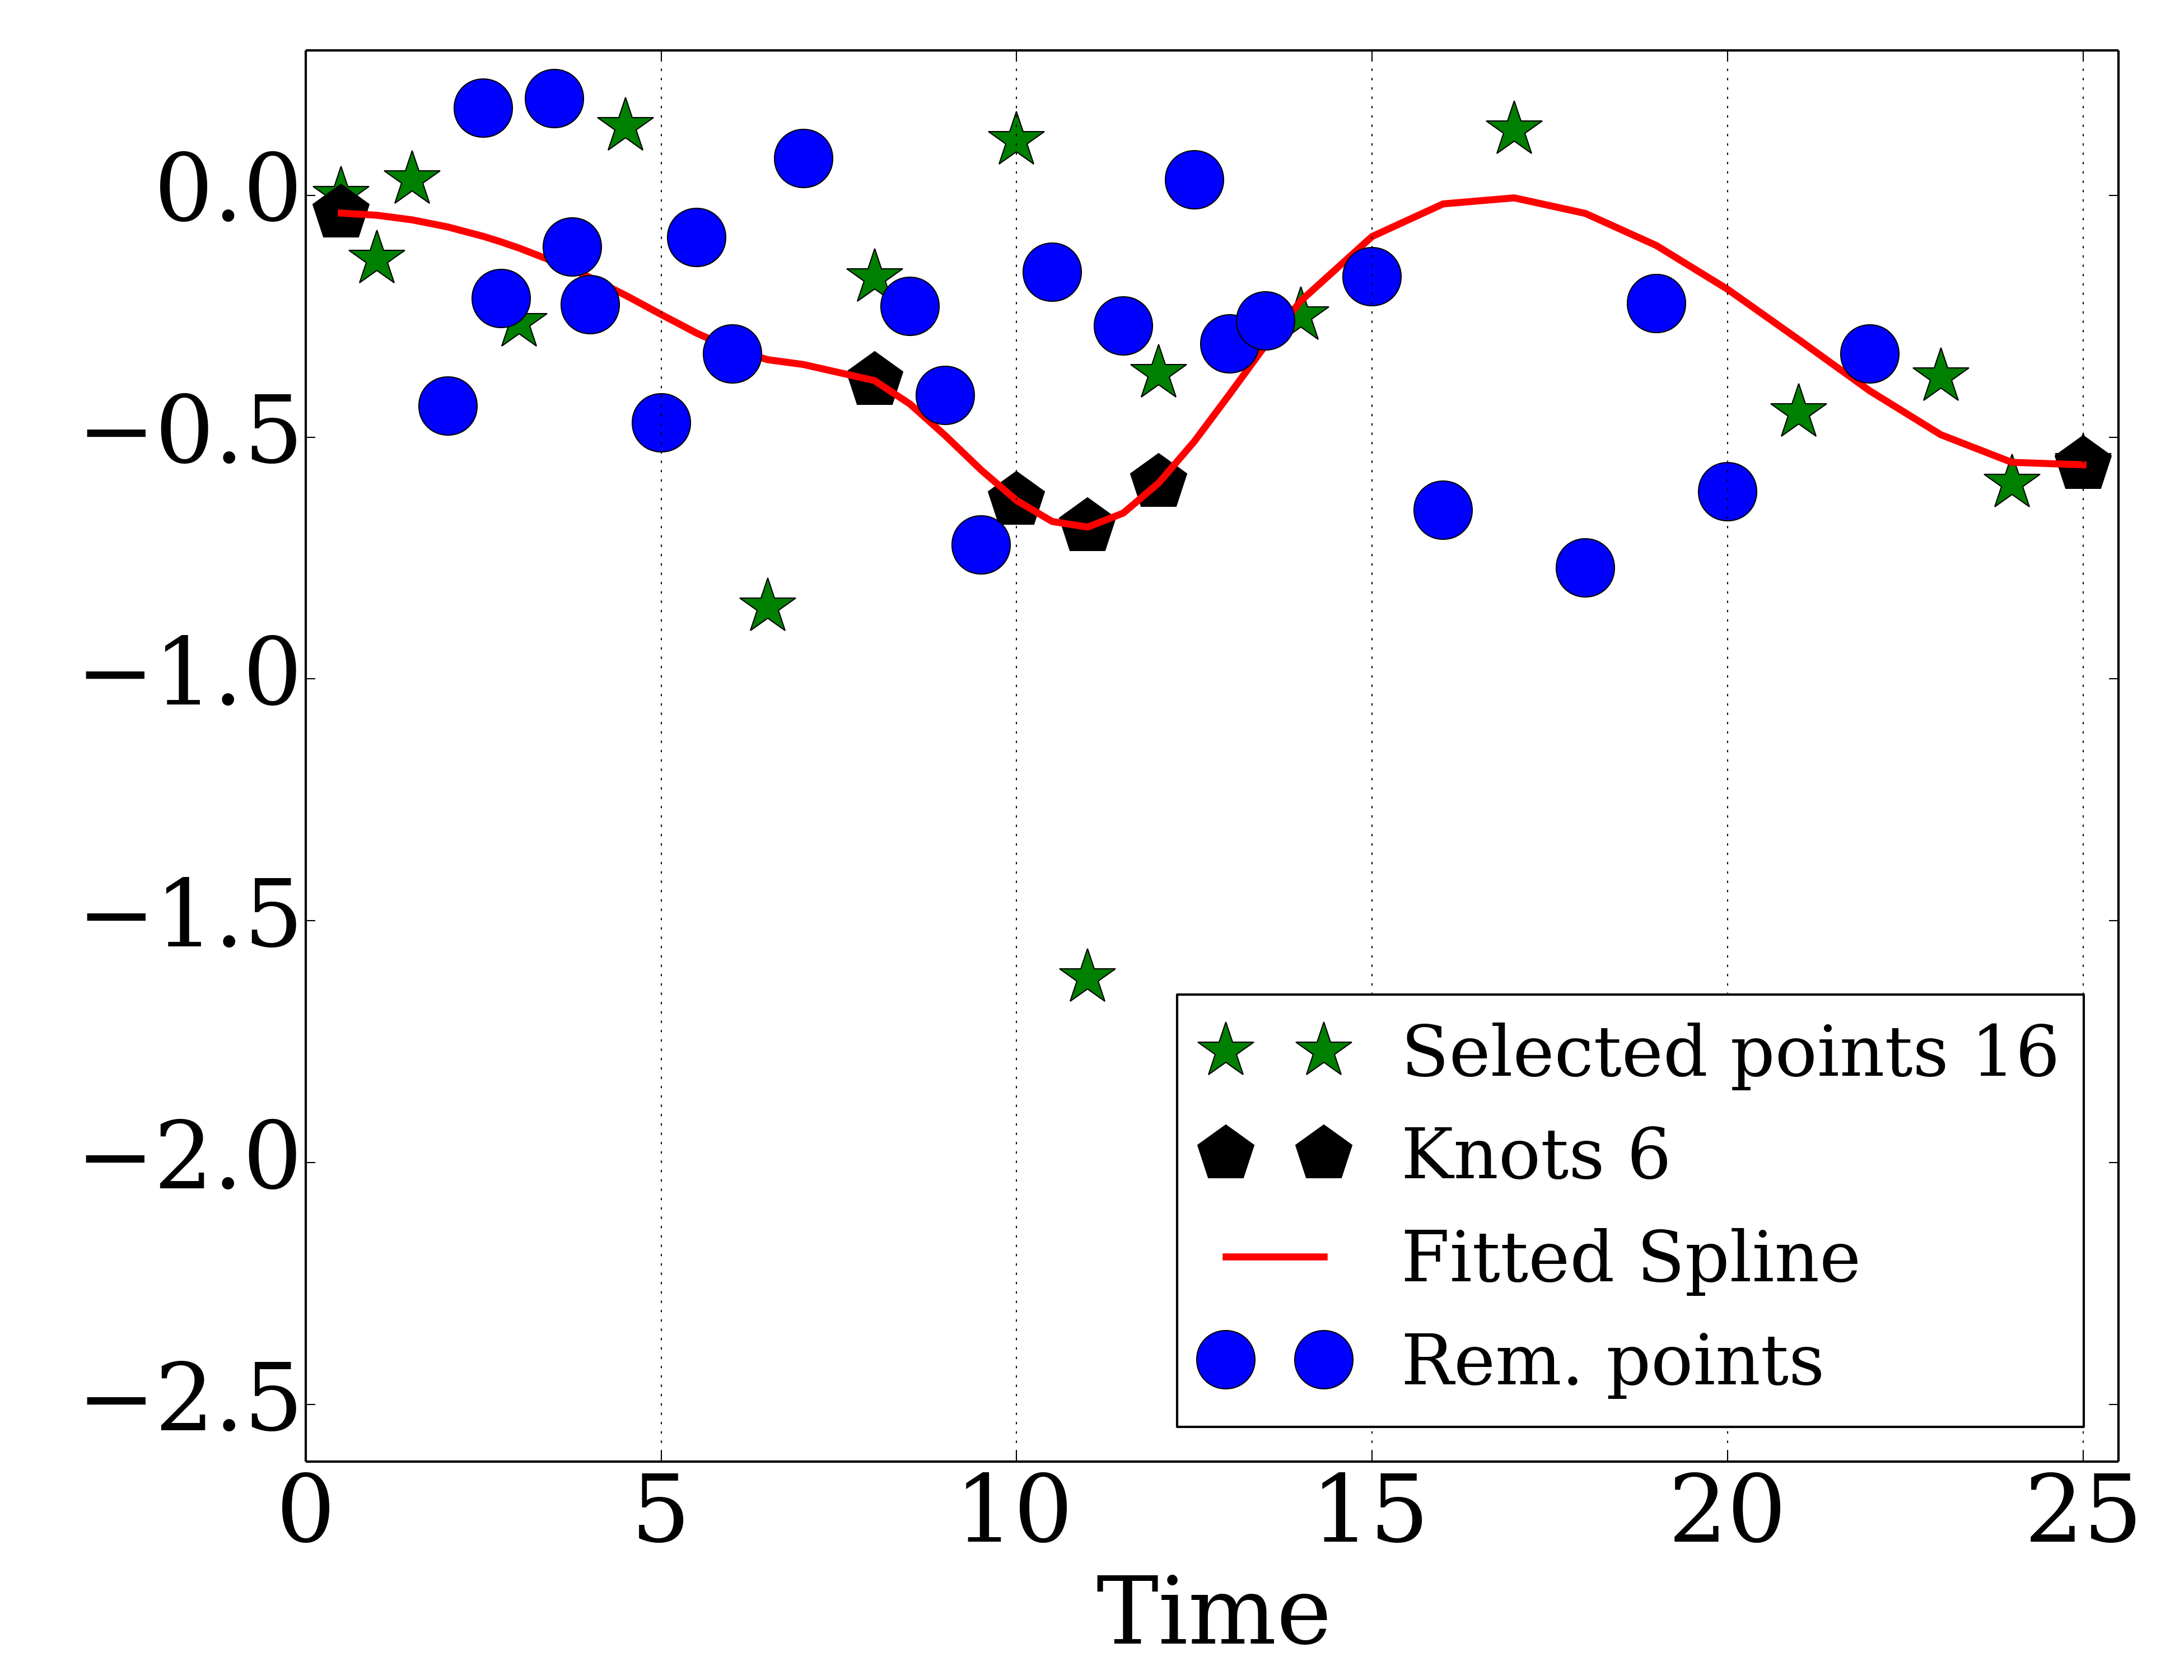 0.0
−0.5
−1.0
−1.5
−2.0
−2.5
Selected points 16
Knots 6
Fitted Spline
Rem. points
0 5 10 15 20 25
Time